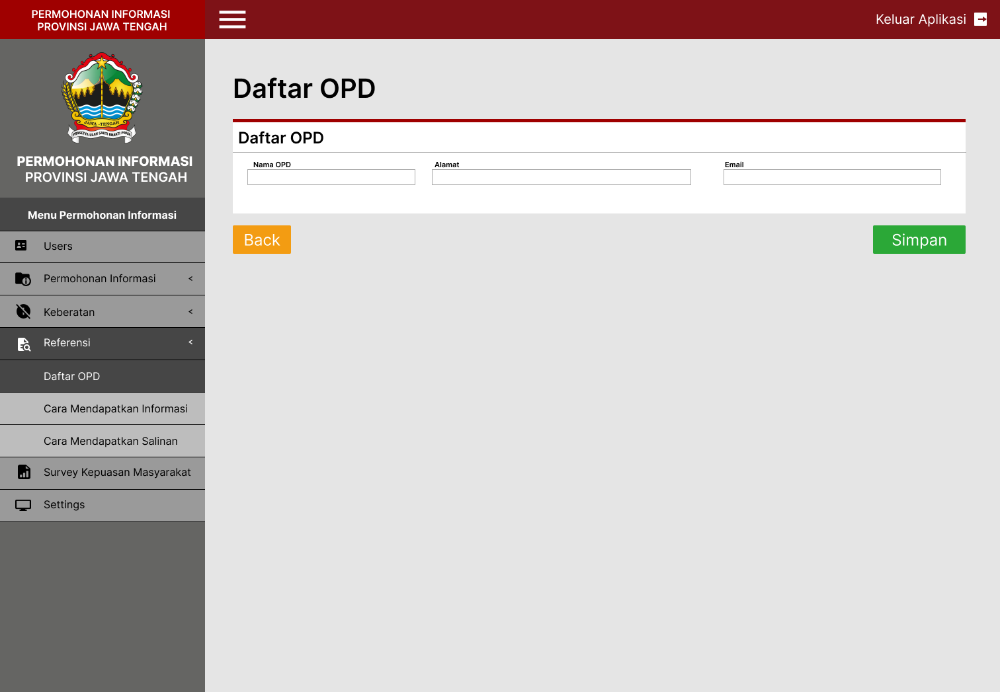 PERMOHONAN INFORMASI
PROVINSI JAWA TENGAH
Keluar Aplikasi
JAWA - TENGAH
PRASETYA ULAH SAKTI BHAKTI PRAJA
PERMOHONAN INFORMASI
PROVINSI JAWA TENGAH
Menu Permohonan Informasi
Users
Permohonan Informasi <
Keberatan <
Referensi <
Daftar OPD
Cara Mendapatkan Informasi
Cara Mendapatkan Salinan
Survey Kepuasan Masyarakat
Settings
Daftar OPD
Daftar OPD
Nama OPD Alamat Email
Back Simpan